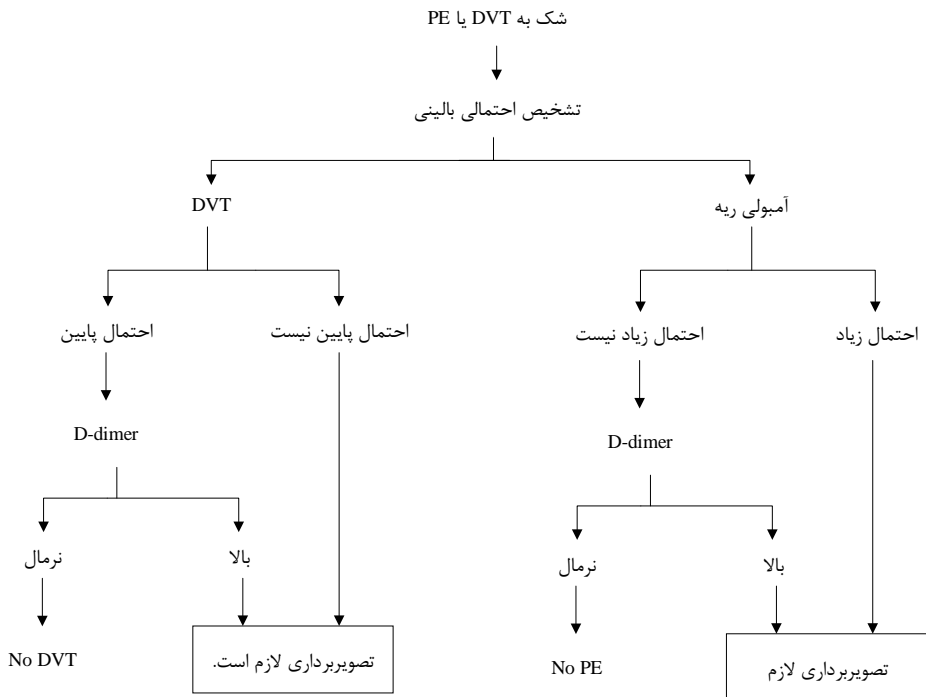 شک به DVT یا PE
تشخیص احتمالی بالینی
DVT
آمبولی ریه
احتمال پایین
احتمال پایین نیست
احتمال زیاد نیست
احتمال زیاد
D-dimer
D-dimer
نرمال
بالا
نرمال
بالا
No DVT
تصویربرداری لازم است.
No PE
تصویربرداری لازم